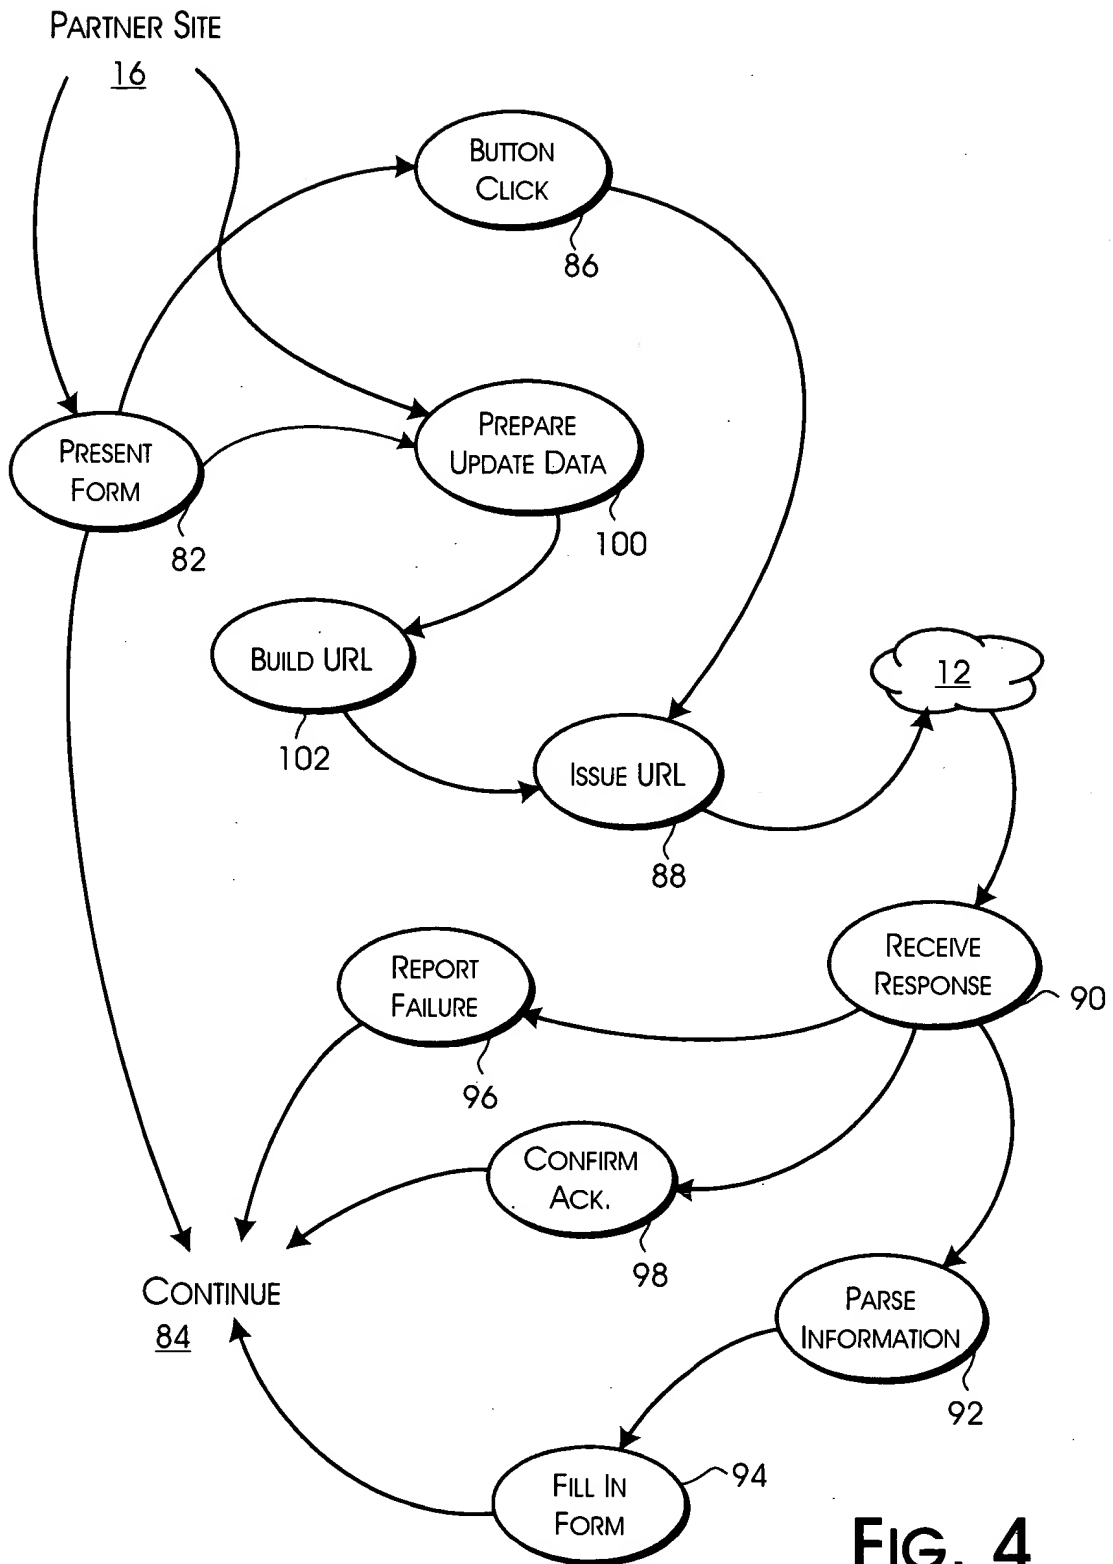 PARTNER SITE
16
BUTTON
CLICK
86
PREPARE
UPDATE DATA
100
PRESENT
FORM
82
BUILD URL
102
12
ISSUE URL
88
RECEIVE
RESPONSE
90
REPORT
FAILURE
96
CONFIRM
ACK.
98
CONTINUE
84
PARSE
INFORMATION
92
FILL IN
FORM
94
FIG. 4